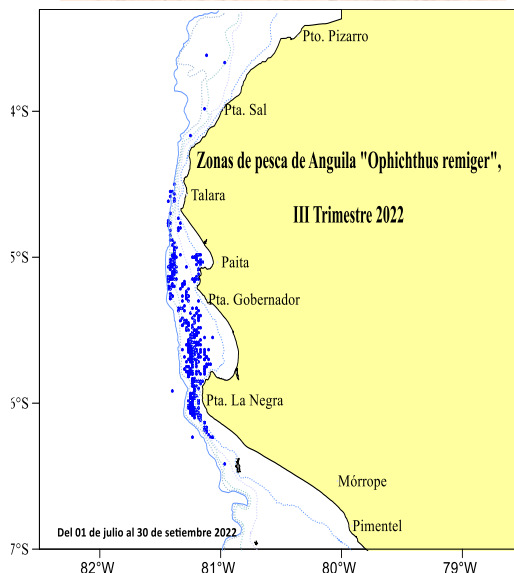 Pto. Pizarro
4°S
Pta. Sal
Zonas de pesca de Anguila "Ophichthus remiger",
Talara
III Trimestre 2022
5°S
Paita
Pta. Gobernador
6°S
Pta. La Negra
Mórrope
Pimentel
Del 01 de julio al 30 de setiembre 2022
7°S
82°W
81°W
80°W
79°W